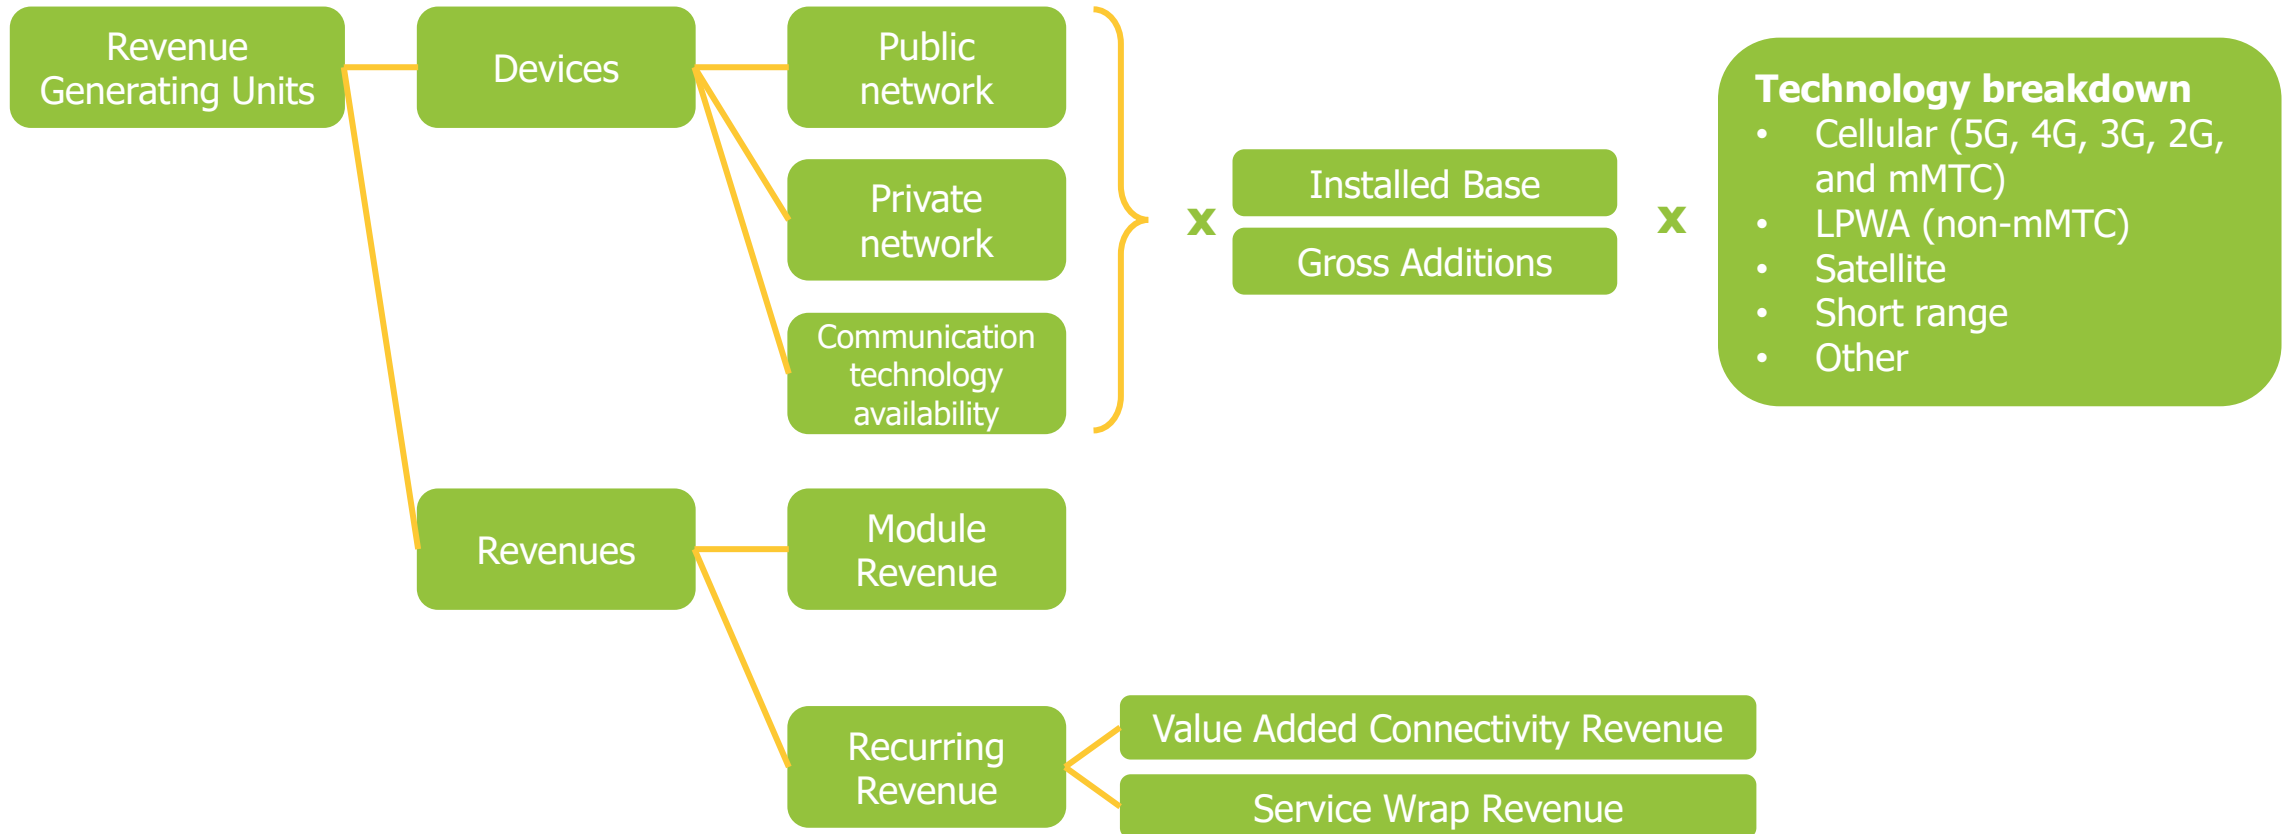 Revenue
Generating Units
Devices
Public
network
Private
network
Communication
technology
availability
x
Installed Base
Gross Additions
x
Technology breakdown
• Cellular (5G, 4G, 3G, 2G,
and mMTC)
• LPWA (non-mMTC)
• Satellite
• Short range
• Other
Revenues
Module
Revenue
Recurring
Revenue
Value Added Connectivity Revenue
Service Wrap Revenue